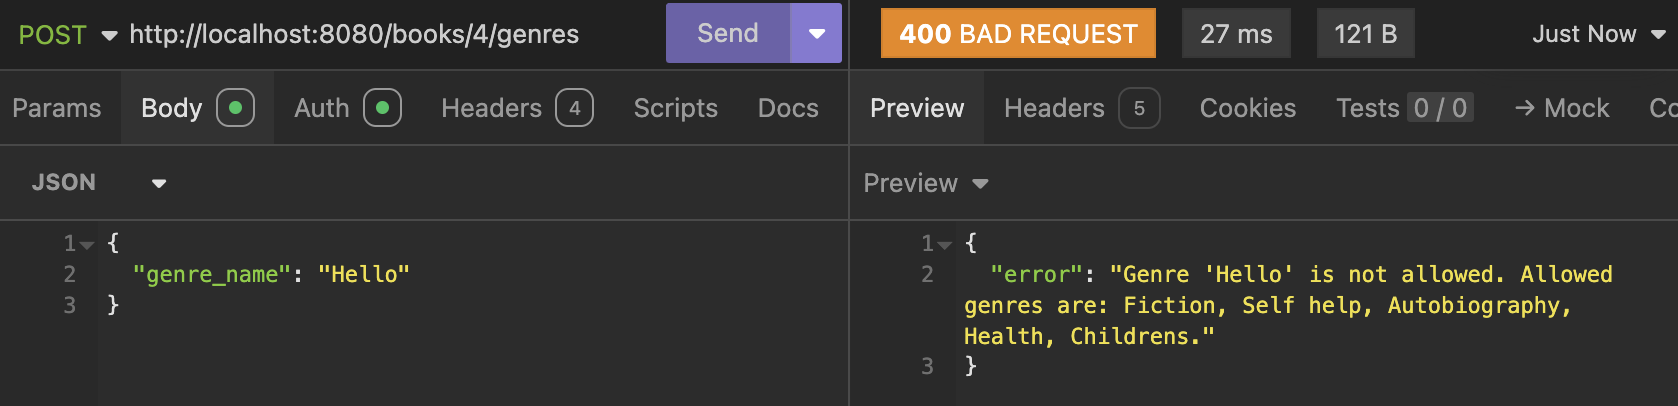 POST http://localhost:8080/books/4/genres Send 400 BAD REQUEST 27 ms 121 B Just Now
Params Body Auth Headers 4 Scripts Docs Preview Headers 5 Cookies Tests 0 / 0 → Mock
JSON Preview
1 {
2 "genre_name": "Hello"
3 }
1 {
2 "error": "Genre 'Hello' is not allowed. Allowed
genres are: Fiction, Self help, Autobiography,
Health, Childrens."
3 }